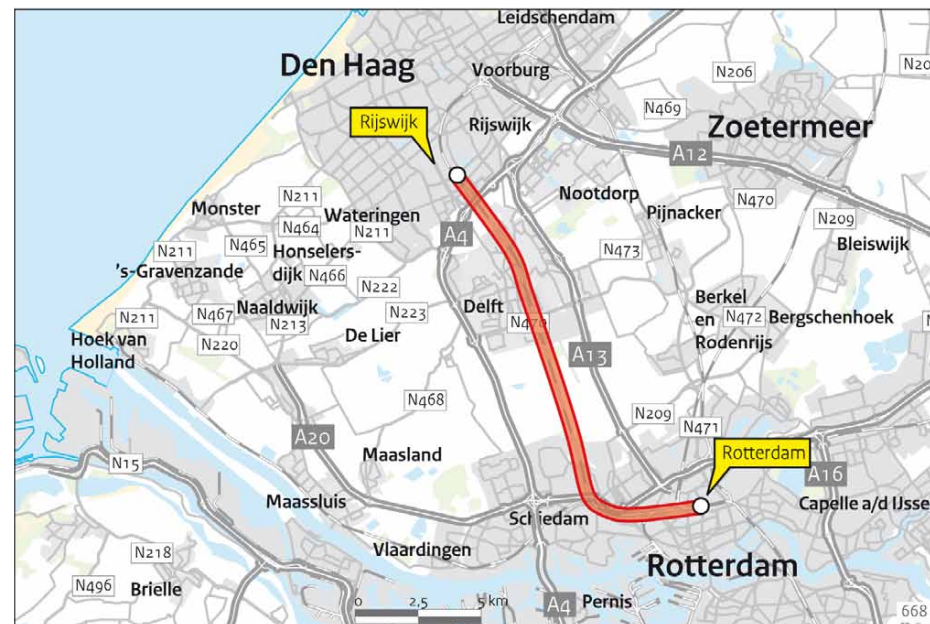 Leidschendam
Den Haag
Voorburg
N206
Rijswijk
Rijswijk
N469
Zoetermeer
A12
Nootdorp
N470
Pijnacker
N209
Bleiswijk
Monster
N211
N464
Wateringen
N211
A4
N211
N465
Honselers-
dijk
's-Gravenzande
N466
N473
N222
Naaldwijk
N467
N213
N223
Delft
N470
Berkel
en
Rodenrijs
N472
Bergschenhoek
N211
Hoek van
Holland
N220
De Lier
A13
N468
N209
N471
A20
Maasland
Rotterdam
N15
A16
Maassluis
Capelle a/d IJsse
Schiedam
Vlaardingen
Rotterdam
N218
N496
Brielle
0 2,5 5 km
A4
Pernis
668